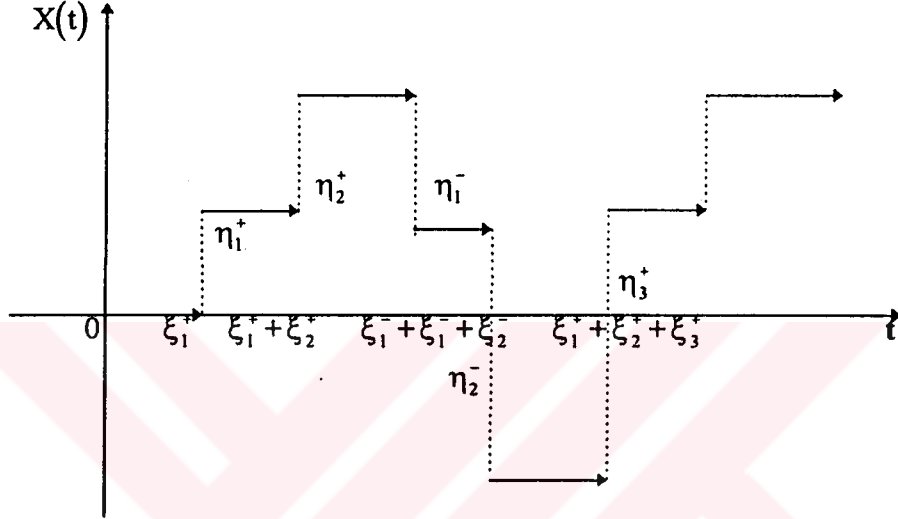 X(t)
η₂⁺ η₁⁻
η₁⁺
η₃⁺
0 ξ₁⁺ ξ₁⁺ + ξ₂⁺ ξ₁⁻ + ξ₁⁻ + ξ₂⁻ ξ₁⁺ + ξ₂⁺ + ξ₃⁺ t
η₂⁻